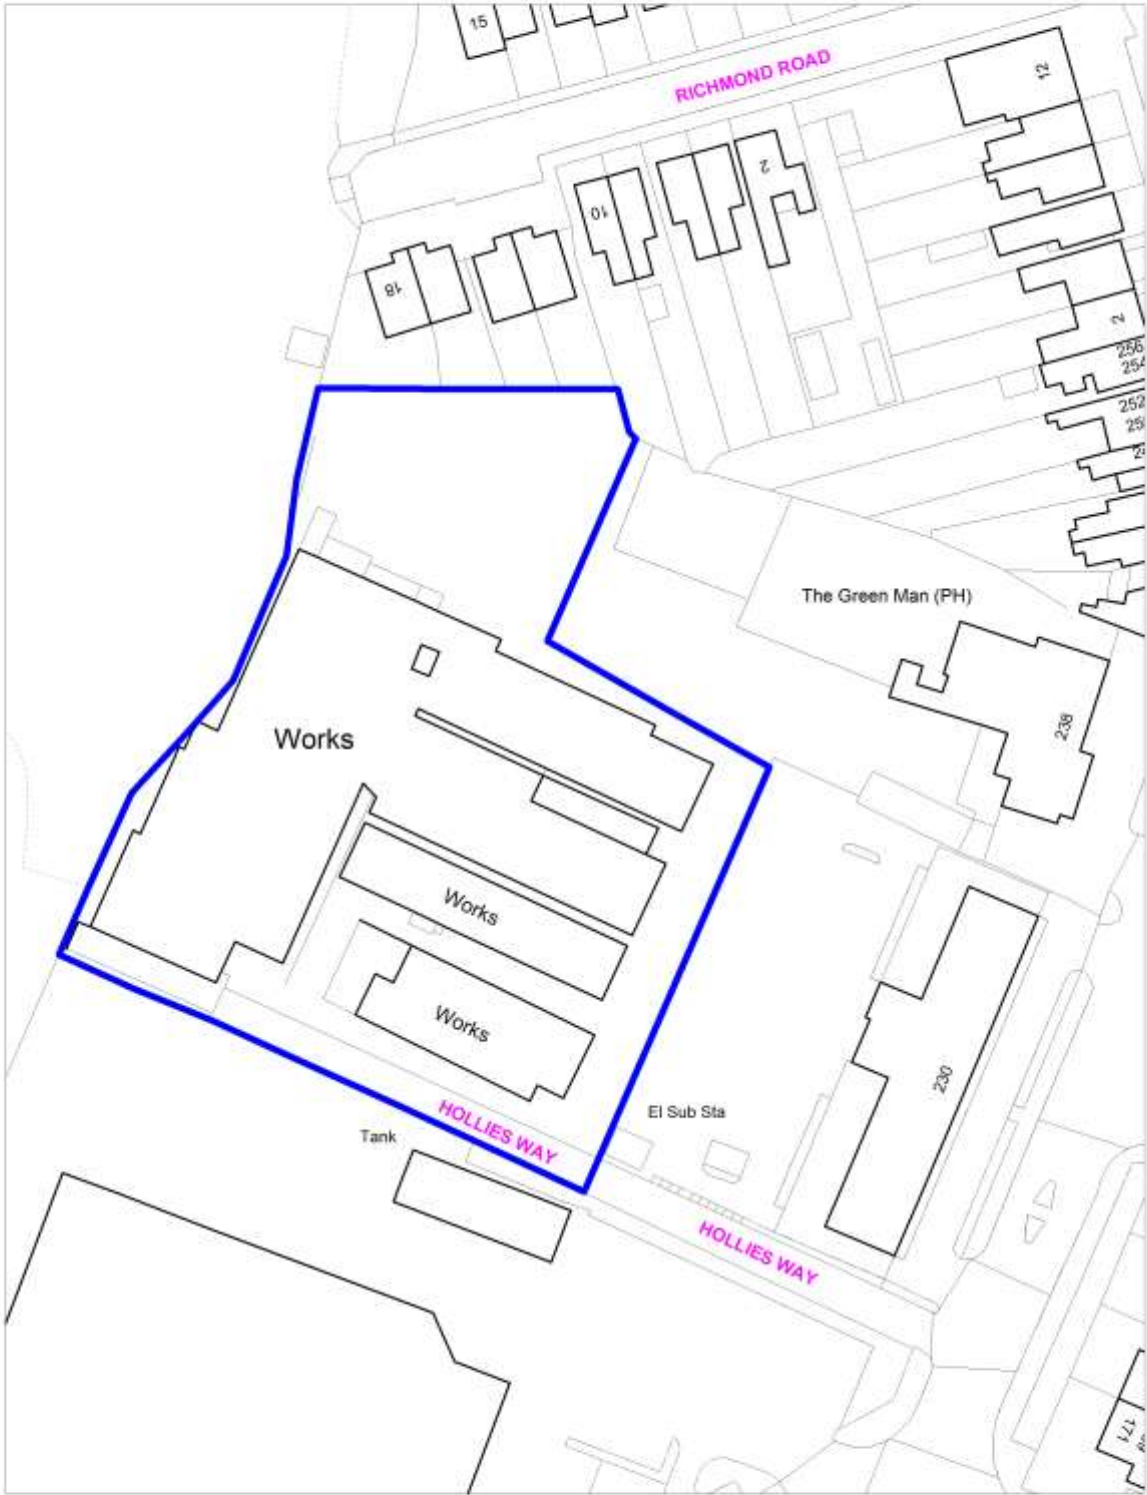 15
RICHMOND ROAD
12
2
10
18
2
256
254
252
The Green Man (PH)
238
Works
Works
Works
230
HOLLIES WAY
El Sub Sta
Tank
HOLLIES WAY
171